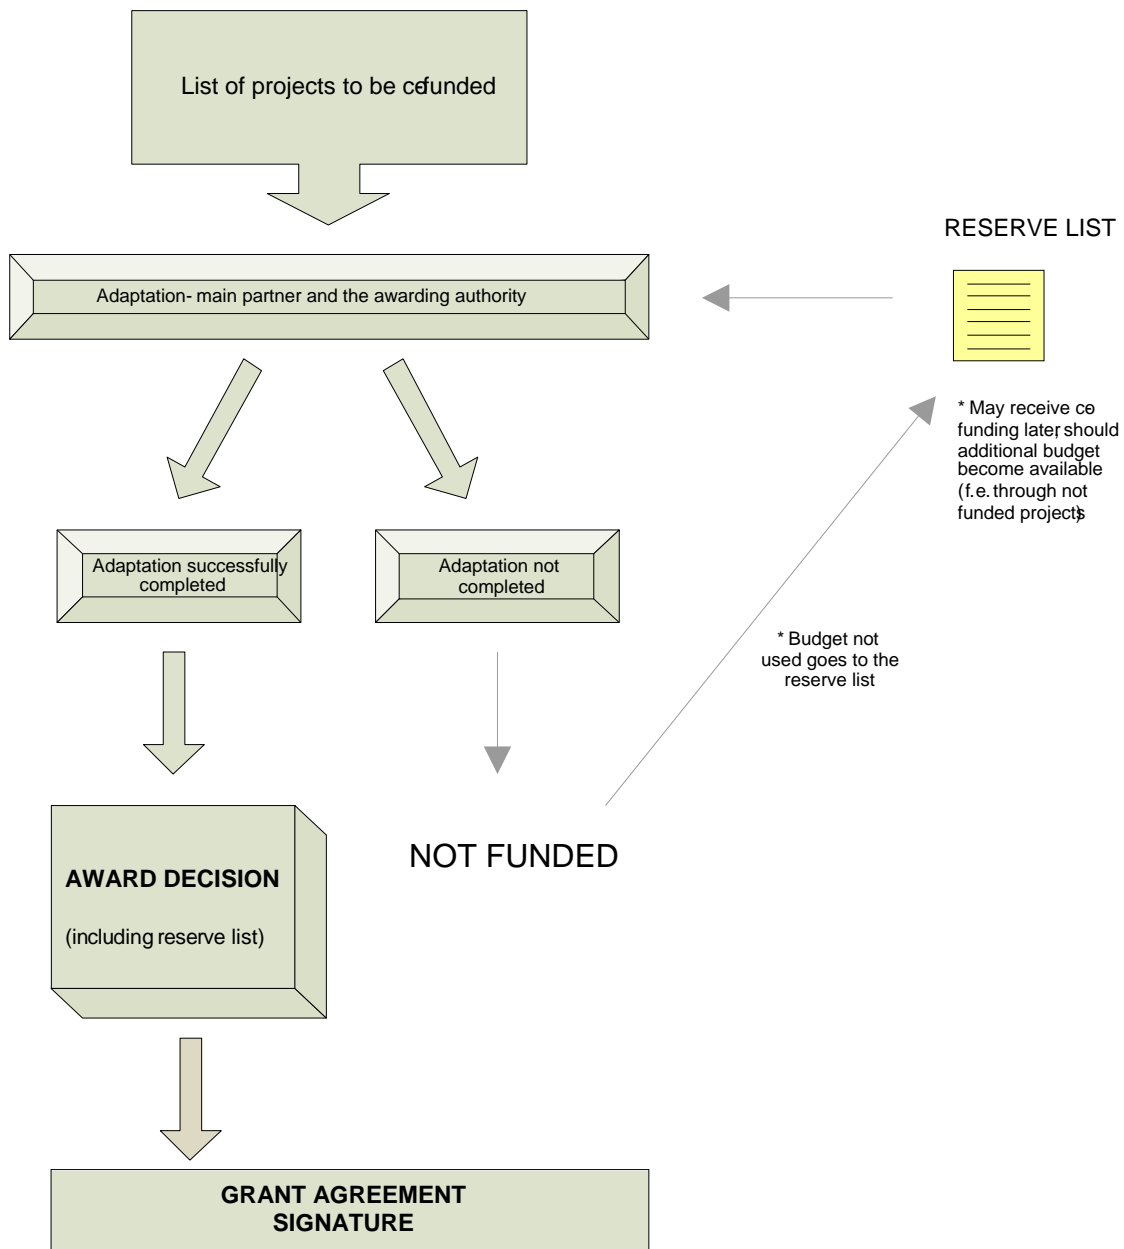 List of projects to be cofunded
RESERVE LIST
Adaptation- main partner and the awarding authority
* May receive co
funding later, should
additional budget
become available
(f.e. through not
funded projects)
Adaptation successfully
completed
Adaptation not
completed
* Budget not
used goes to the
reserve list
NOT FUNDED
AWARD DECISION
(including reserve list)
GRANT AGREEMENT
SIGNATURE